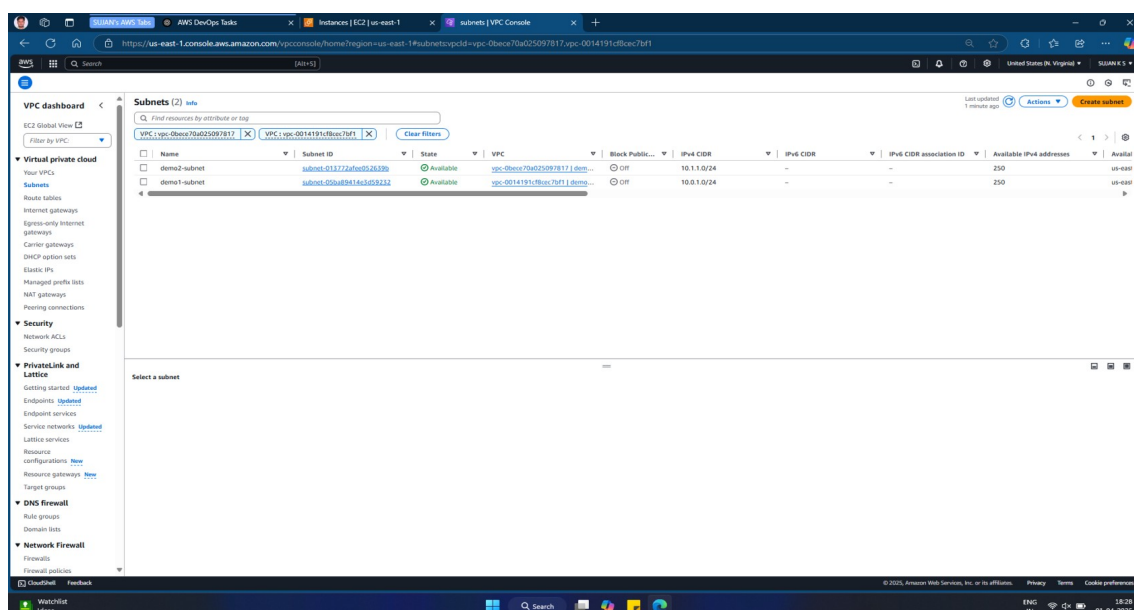 SUJAN's AWS Tabs
AWS DevOps Tasks
Instances | EC2 | us-east-1
subnets | VPC Console
https://us-east-1.console.aws.amazon.com/vpcconsole/home?region=us-east-1#subnets:vpcId=vpc-0bece70a025097817,vpc-0014191cf8cec7bf1
aws
Search
[Alt+S]
United States (N. Virginia)
SUJAN K S
VPC dashboard
EC2 Global View
Filter by VPC:
Virtual private cloud
Your VPCs
Subnets
Route tables
Internet gateways
Egress-only Internet
gateways
Carrier gateways
DHCP option sets
Elastic IPs
Managed prefix lists
NAT gateways
Peering connections
Security
Network ACLs
Security groups
PrivateLink and
Lattice
Getting started Updated
Endpoints Updated
Endpoint services
Service networks Updated
Lattice services
Resource
configurations New
Resource gateways New
Target groups
DNS firewall
Rule groups
Domain lists
Network Firewall
Firewalls
Firewall policies
Subnets (2) Info
Last updated
1 minute ago
Actions
Create subnet
Find resources by attribute or tag
VPC : vpc-0bece70a025097817
VPC : vpc-0014191cf8cec7bf1
Clear filters
1
Name Subnet ID State VPC Block Public... IPv4 CIDR IPv6 CIDR IPv6 CIDR association ID Available IPv4 addresses Availal
demo2-subnet subnet-013772afee052639b Available vpc-0bece70a025097817 | dem... Off 10.1.1.0/24 – – 250 us-east
demo1-subnet subnet-05ba89414e3d59232 Available vpc-0014191cf8cec7bf1 | demo... Off 10.0.1.0/24 – – 250 us-east
Select a subnet
CloudShell Feedback
© 2025, Amazon Web Services, Inc. or its affiliates. Privacy Terms Cookie preferences
Watchlist
Search
ENG
18:28